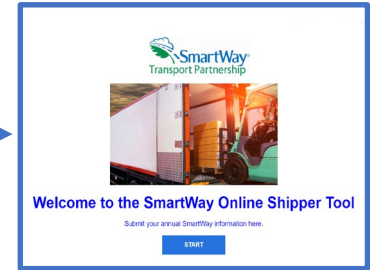 SmartWay
Transport Partnership
Welcome to the SmartWay Online Shipper Tool
Submit your annual SmartWay information here.
START